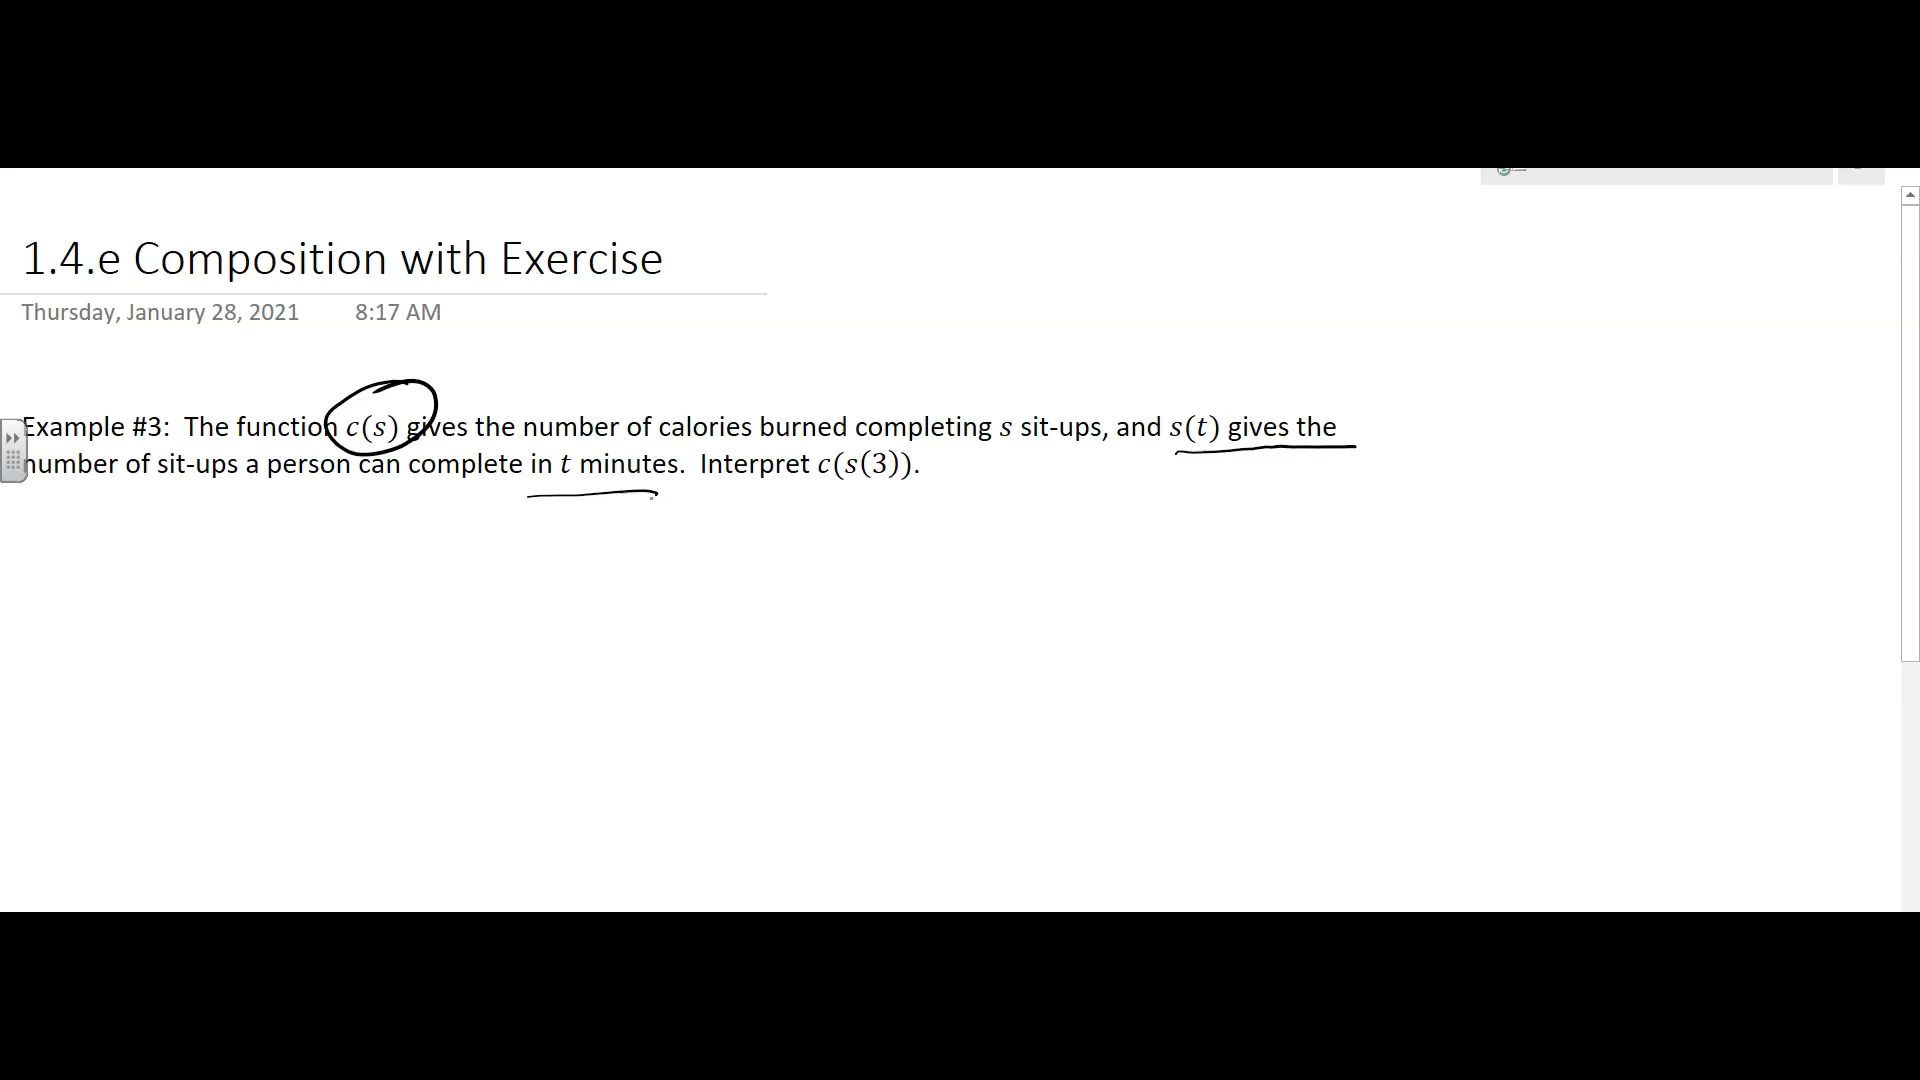 1.4.e Composition with Exercise
Thursday, January 28, 2021 8:17 AM
Example #3: The function c(s) gives the number of calories burned completing s sit-ups, and s(t) gives the
number of sit-ups a person can complete in t minutes. Interpret c(s(3)).